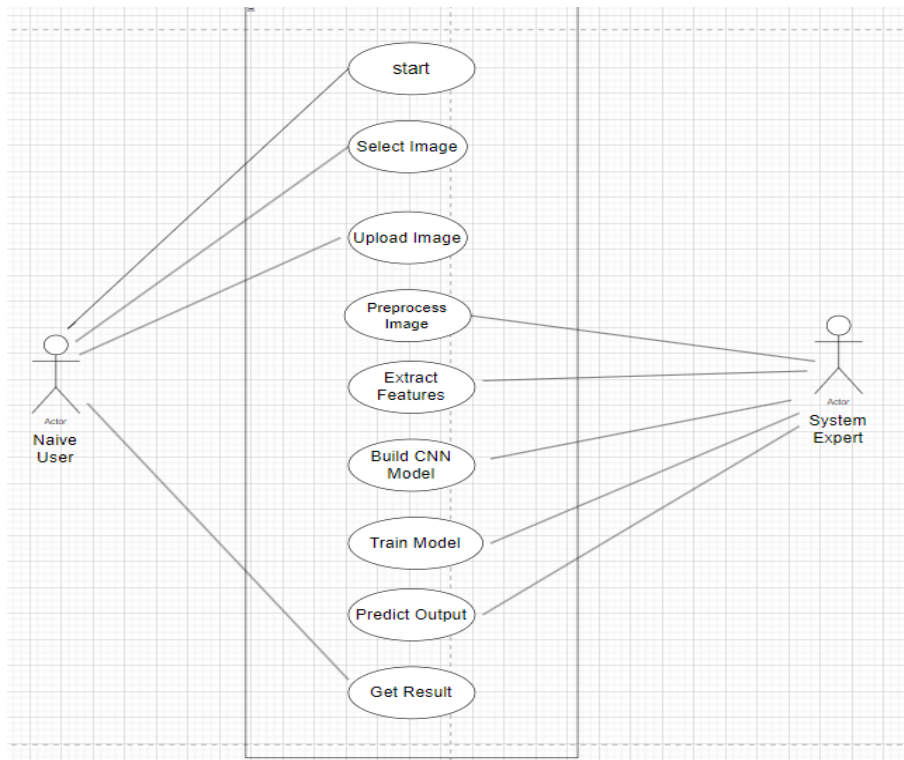 start
Select Image
Upload Image
Preprocess
Image
Extract
Features
Build CNN
Model
Train Model
Predict Output
Get Result
Actor
Naive
User
Actor
System
Expert